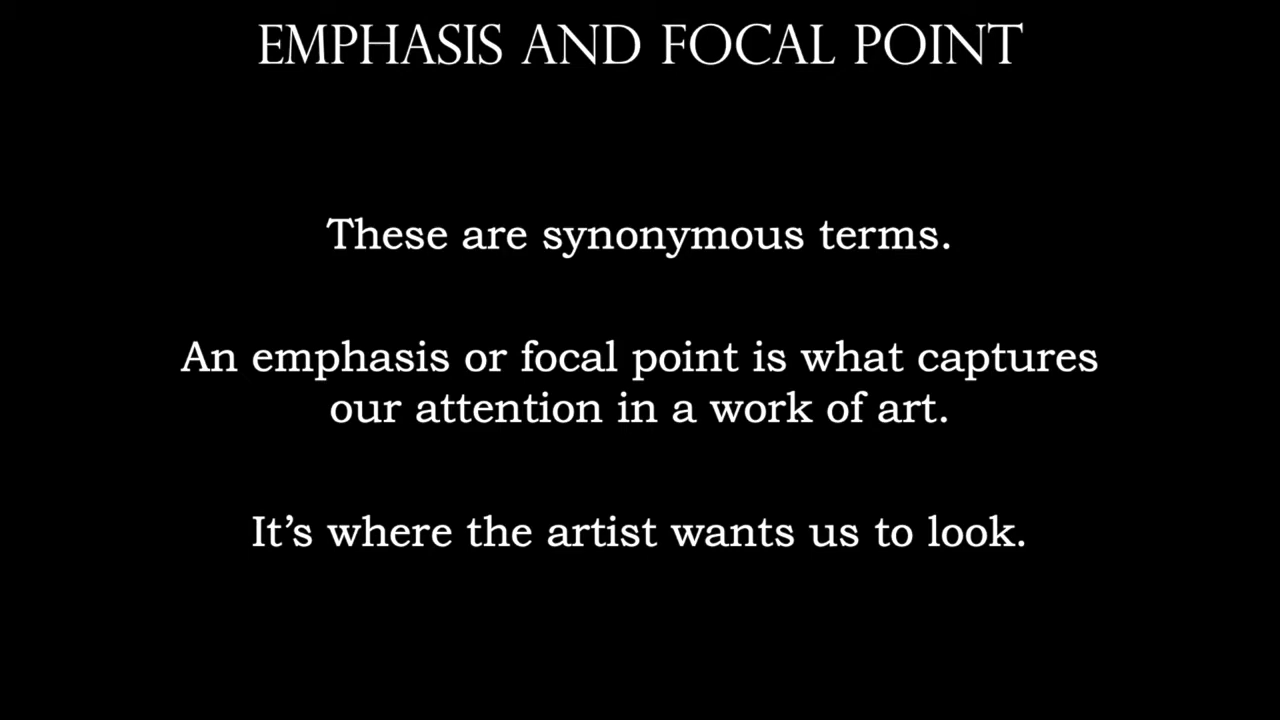 EMPHASIS AND FOCAL POINT
These are synonymous terms.
An emphasis or focal point is what captures
our attention in a work of art.
It’s where the artist wants us to look.